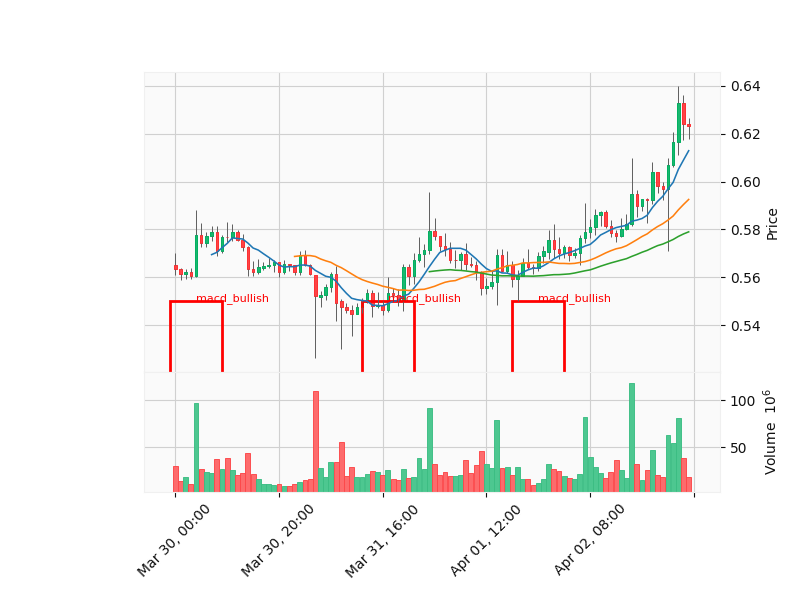 0.64
0.62
0.60
0.58
0.56
0.54
Price
macd_bullish
macd_bullish
macd_bullish
100
50
Volume 10^6
Mar 30, 00:00
Mar 30, 20:00
Mar 31, 16:00
Apr 01, 12:00
Apr 02, 08:00